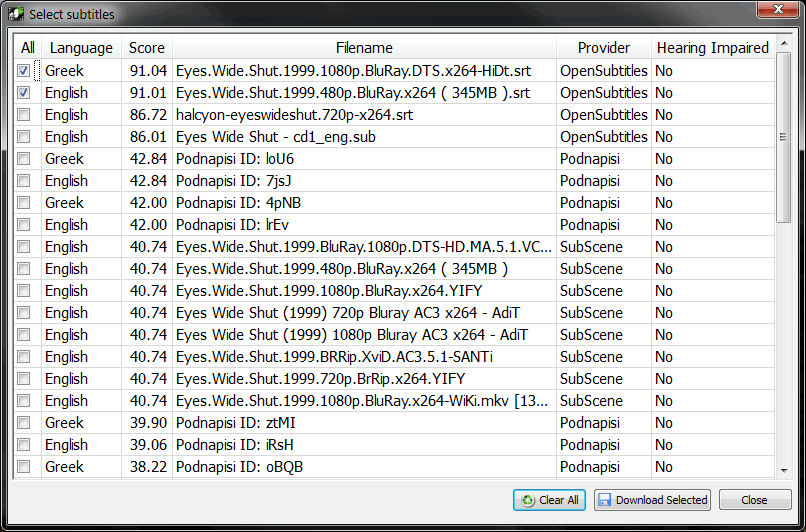 Select subtitles
All Language Score Filename Provider Hearing Impaired
Greek 91.04 Eyes.Wide.Shut.1999.1080p.BluRay.DTS.x264-HiDt.srt OpenSubtitles No
English 91.01 Eyes.Wide.Shut.1999.480p.BluRay.x264 ( 345MB ).srt OpenSubtitles No
English 86.72 halcyon-eyeswideshut.720p-x264.srt OpenSubtitles No
English 86.01 Eyes Wide Shut - cd1_eng.sub OpenSubtitles No
Greek 42.84 Podnapisi ID: loU6 Podnapisi No
English 42.84 Podnapisi ID: 7jsJ Podnapisi No
Greek 42.00 Podnapisi ID: 4pNB Podnapisi No
English 42.00 Podnapisi ID: lrEv Podnapisi No
English 40.74 Eyes.Wide.Shut.1999.BluRay.1080p.DTS-HD.MA.5.1.VC... SubScene No
English 40.74 Eyes.Wide.Shut.1999.480p.BluRay.x264 ( 345MB ) SubScene No
English 40.74 Eyes.Wide.Shut.1999.1080p.BluRay.x264.YIFY SubScene No
English 40.74 Eyes Wide Shut (1999) 720p Bluray AC3 x264 - AdiT SubScene No
English 40.74 Eyes Wide Shut (1999) 1080p Bluray AC3 x264 - AdiT SubScene No
English 40.74 Eyes.Wide.Shut.1999.BRRip.XviD.AC3.5.1-SANTi SubScene No
English 40.74 Eyes.Wide.Shut.1999.720p.BrRip.x264.YIFY SubScene No
English 40.74 Eyes.Wide.Shut.1999.1080p.BluRay.x264-WiKi.mkv [13... SubScene No
Greek 39.90 Podnapisi ID: ztMI Podnapisi No
English 39.06 Podnapisi ID: iRsH Podnapisi No
Greek 38.22 Podnapisi ID: oBQB Podnapisi No
Clear All Download Selected Close